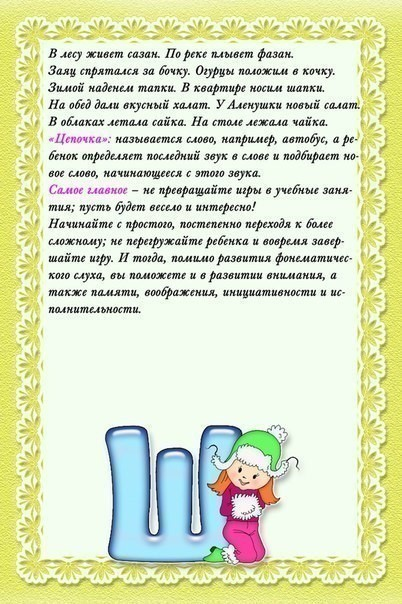 В лесу живет сазан. По реке плывет фазан.
Заяц спрятался за бочку. Огурцы положим в кочку.
Зимой наденем тапки. В квартире носим шапки.
На обед дали вкусный халат. У Аленушки новый салат.
В облаках летала сайка. На столе лежала чайка.
«Цепочка»: называется слово, например, автобус, а ре-
бенок определяет последний звук в слове и подбирает но-
вое слово, начинающееся с этого звука.
Самое главное – не превращайте игры в учебные заня-
тия; пусть будет весело и интересно!
Начинайте с простого, постепенно переходя к более
сложному; не перегружайте ребенка и вовремя завер-
шайте игру. И тогда, помимо развития фонематичес-
кого слуха, вы поможете и в развитии внимания, а
также памяти, воображения, инициативности и ис-
полнительности.
Ш